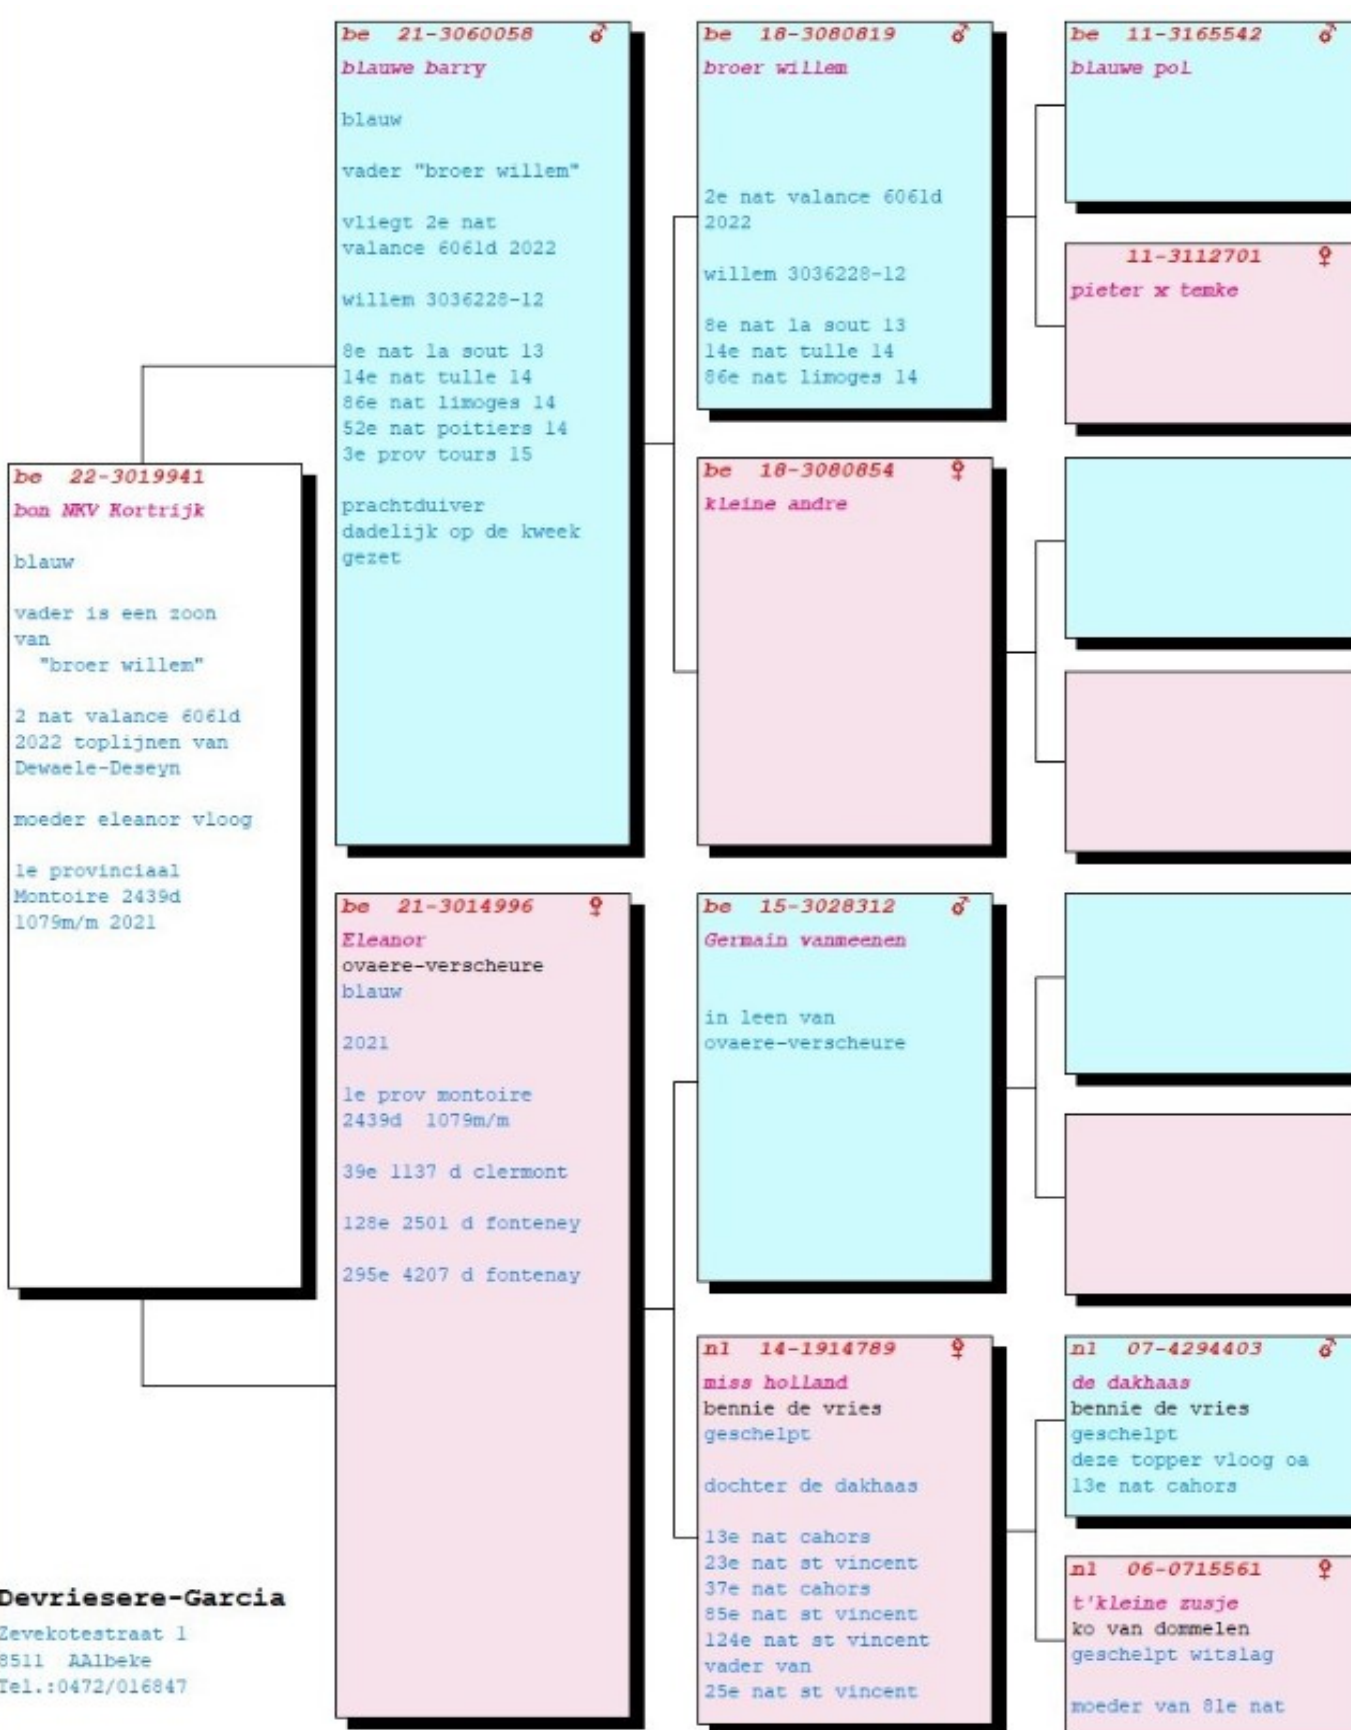 be 22-3019941
bon NKV Kortrijk
blauw
vader is een zoon
van
"broer willem"
2 nat valance 6061d
2022 toplijnen van
Dewaele-Deseyn
moeder eleanor vloog
1e provinciaal
Montoire 2439d
1079m/m 2021
be 21-3060058 ♂
blauwe barry
blauw
vader "broer willem"
vliegt 2e nat
valance 6061d 2022
willem 3036228-12
8e nat la sout 13
14e nat tulle 14
86e nat limoges 14
52e nat poitiers 14
3e prov tours 15
prachtduiver
dadelijk op de kweek
gezet
be 21-3014996 ♀
Eleanor
ovaere-verscheure
blauw
2021
1e prov montoire
2439d 1079m/m
39e 1137 d clermont
128e 2501 d fonteney
295e 4207 d fontenay
be 18-3080819 ♂
broer willem
2e nat valance 6061d
2022
willem 3036228-12
8e nat la sout 13
14e nat tulle 14
86e nat limoges 14
be 18-3080854 ♀
kleine andre
be 15-3028312 ♂
Germain vanmeenen
in leen van
ovaere-verscheure
nl 14-1914789 ♀
miss holland
bennie de vries
geschelpt
dochter de dakhaas
13e nat cahors
23e nat st vincent
37e nat cahors
85e nat st vincent
124e nat st vincent
vader van
25e nat st vincent
be 11-3165542 ♂
blauwe pol
11-3112701 ♀
pieter x temke
nl 07-4294403 ♂
de dakhaas
bennie de vries
geschelpt
deze topper vloog oa
13e nat cahors
nl 06-0715561 ♀
t'kleine zusje
ko van dommelen
geschelpt witslag
moeder van 81e nat
Devriesere-Garcia
Zevekotestraat 1
8511 AAlbeke
Tel.:0472/016847